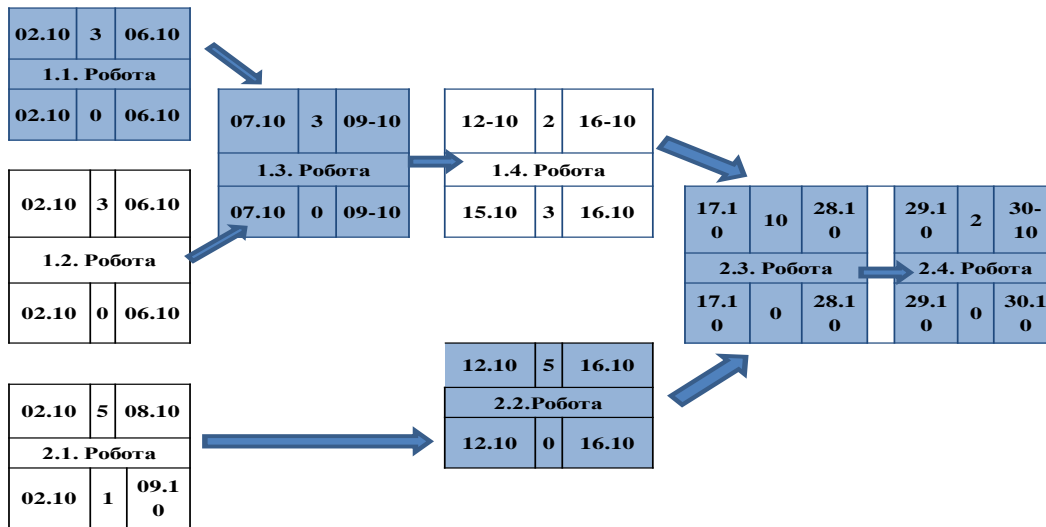 02.10 3 06.10
1.1. Робота
02.10 0 06.10
02.10 3 06.10
1.2. Робота
02.10 0 06.10
02.10 5 08.10
2.1. Робота
02.10 1 09.1
0
07.10 3 09-10
1.3. Робота
07.10 0 09-10
12-10 2 16-10
1.4. Робота
15.10 3 16.10
12.10 5 16.10
2.2.Робота
12.10 0 16.10
17.1
0 10 28.1
0
2.3. Робота
17.1
0 0 28.1
0
29.1
0 2 30-
10
2.4. Робота
29.1
0 0 30.1
0